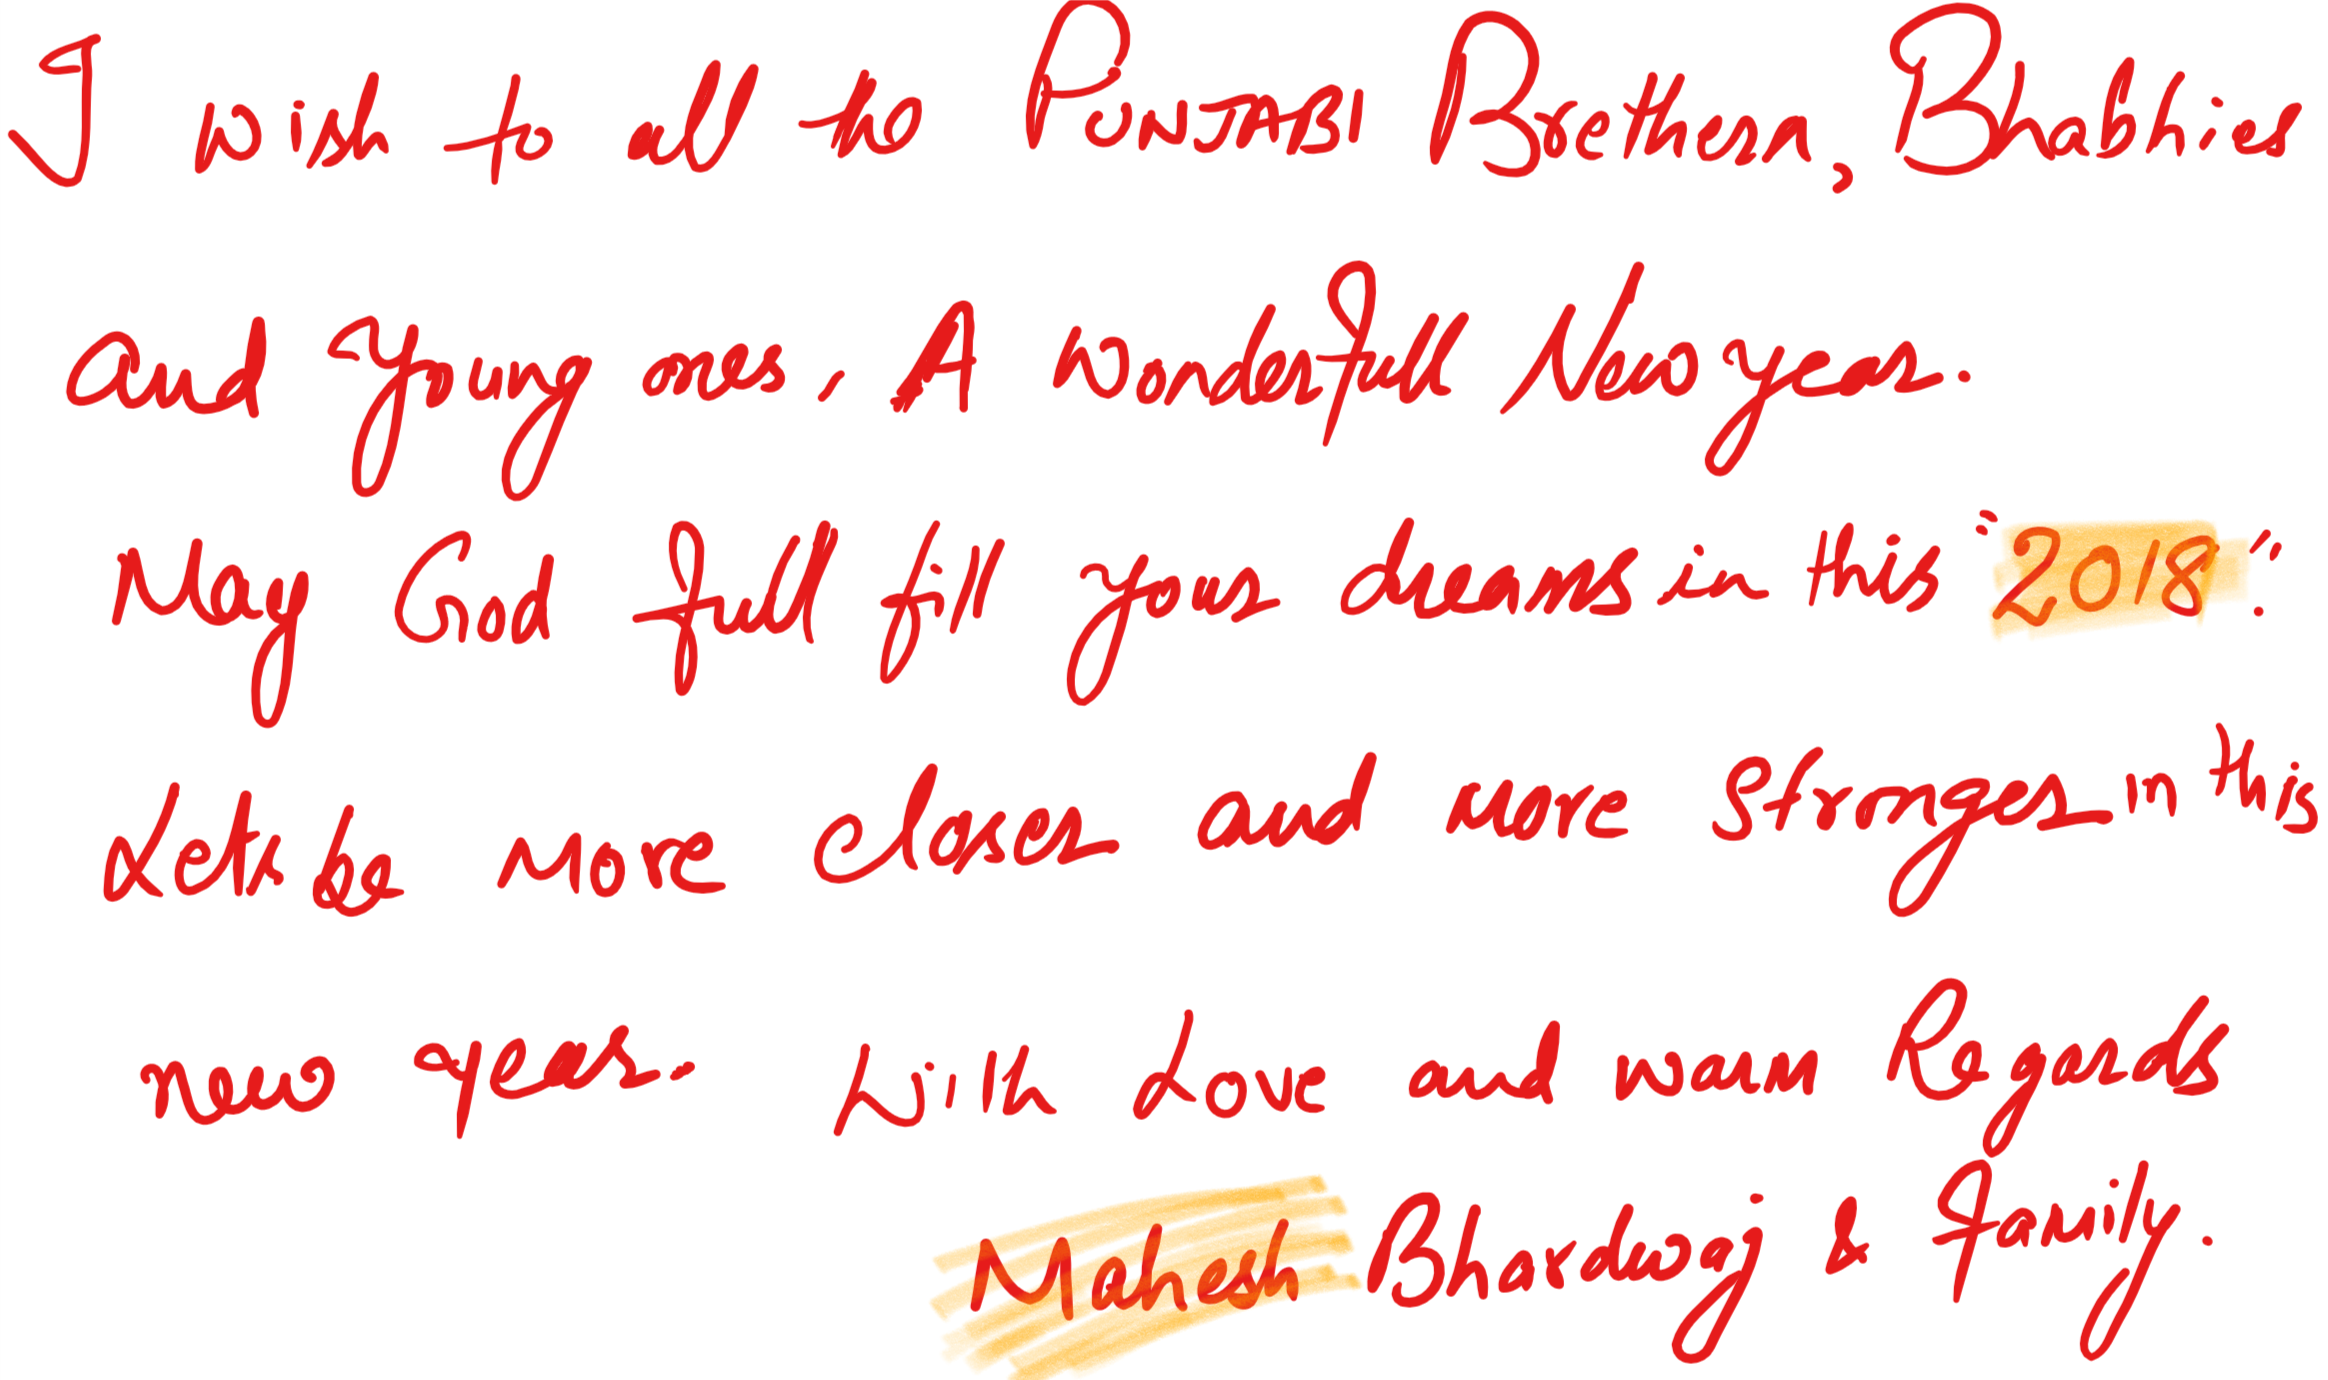 I wish to all the PUNJABI Brethern, Bhabhies
and Young ones, A wonderfull New year.
May God full fill your dreams in this "2018".
Lets be more closer and more Stronger in this
new year. With Love and warm Regards
Mahesh Bhardwaj & Family.